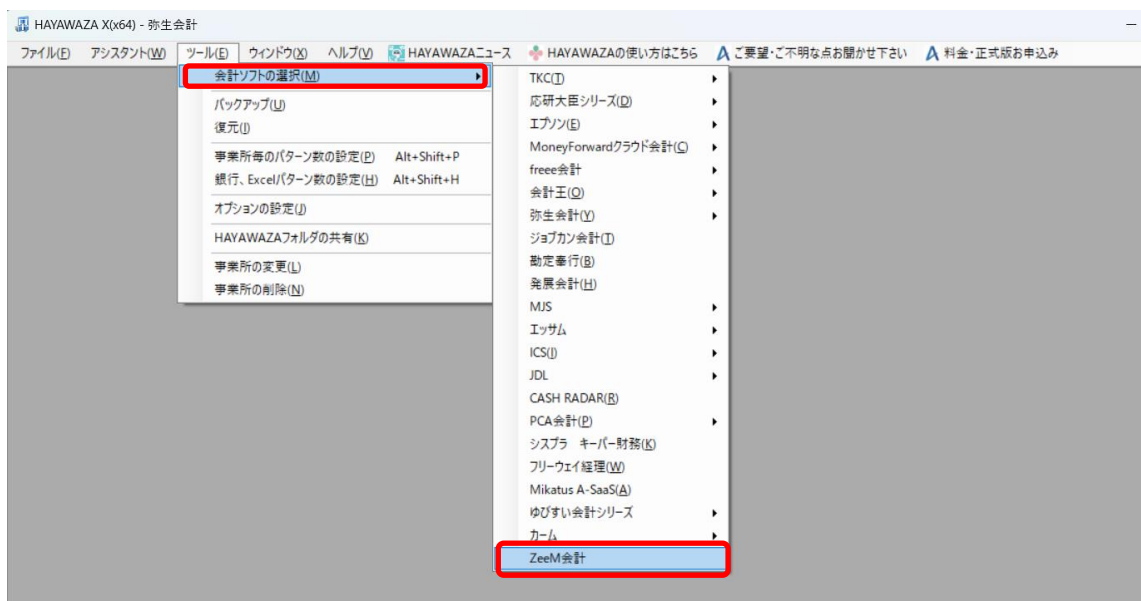 HAYAWAZA X(x64) - 弥生会計
ファイル(F) アシスタント(W) ツール(E) ウィンドウ(X) ヘルプ(V) HAYAWAZAニュース HAYAWAZAの使い方はこちら ご要望・ご不明な点お聞かせ下さい 料金・正式版お申込み
会計ソフトの選択(M)
バックアップ(U)
復元(I)
事業所毎のパターン数の設定(P) Alt+Shift+P
銀行、Excelパターン数の設定(H) Alt+Shift+H
オプションの設定(J)
HAYAWAZAフォルダの共有(K)
事業所の変更(L)
事業所の削除(N)
TKC(T)
応研大臣シリーズ(D)
エプソン(E)
MoneyForwardクラウド会計(C)
freee会計
会計王(O)
弥生会計(Y)
ジョブカン会計(T)
勘定奉行(B)
発展会計(H)
MJS
エッサム
ICS(I)
JDL
CASH RADAR(R)
PCA会計(P)
シスプラ キーパー財務(K)
フリーウェイ経理(W)
Mikatus A-SaaS(A)
ゆびすい会計シリーズ
カーム
ZeeM会計